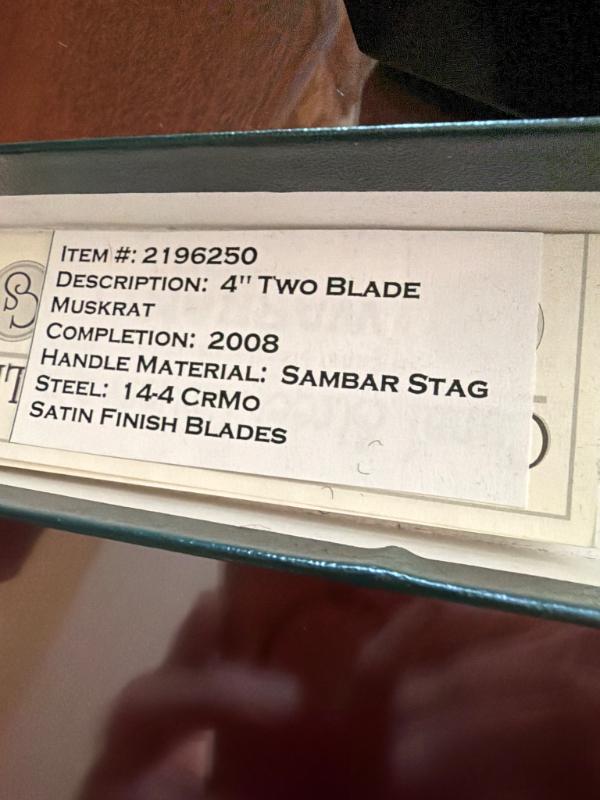 ITEM #: 2196250
DESCRIPTION: 4" TWO BLADE
MUSKRAT
COMPLETION: 2008
HANDLE MATERIAL: SAMBAR STAG
STEEL: 14-4 CRMO
SATIN FINISH BLADES